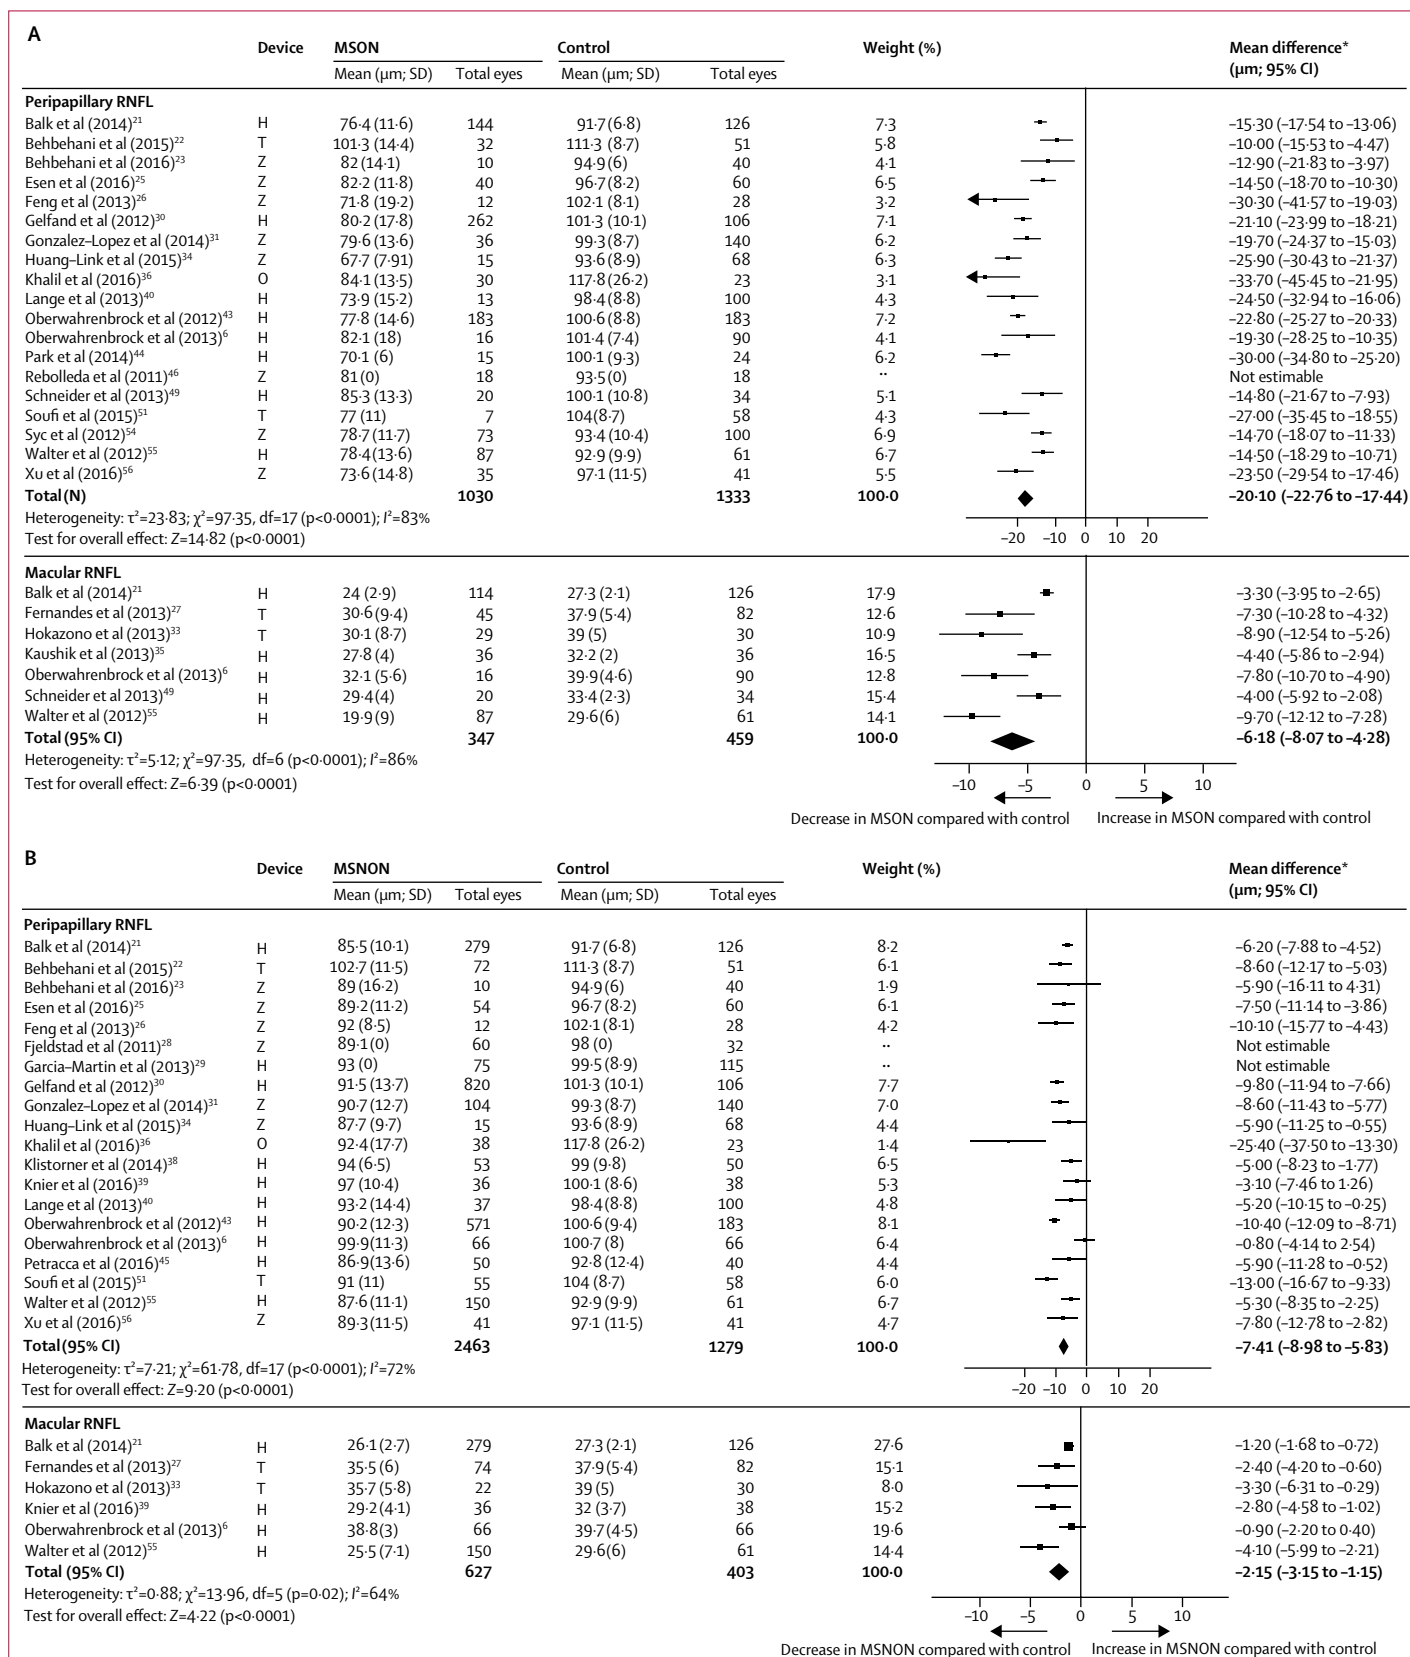 A
Device MSON Control Weight (%) Mean difference*
(μm; 95% CI)
Mean (μm; SD) Total eyes Mean (μm; SD) Total eyes
Peripapillary RNFL
Balk et al (2014)²¹ H 76·4 (11·6) 144 91·7 (6·8) 126 7·3 –15·30 (–17·54 to –13·06)
Behbehani et al (2015)²² T 101·3 (14·4) 32 111·3 (8·7) 51 5·8 –10·00 (–15·53 to –4·47)
Behbehani et al (2016)²³ Z 82 (14·1) 10 94·9 (6) 40 4·1 –12·90 (–21·83 to –3·97)
Esen et al (2016)²⁵ Z 82·2 (11·8) 40 96·7 (8·2) 60 6·5 –14·50 (–18·70 to –10·30)
Feng et al (2013)²⁶ Z 71·8 (19·2) 12 102·1 (8·1) 28 3·2 –30·30 (–41·57 to –19·03)
Gelfand et al (2012)³⁰ H 80·2 (17·8) 262 101·3 (10·1) 106 7·1 –21·10 (–23·99 to –18·21)
Gonzalez–Lopez et al (2014)³¹ Z 79·6 (13·6) 36 99·3 (8·7) 140 6·2 –19·70 (–24·37 to –15·03)
Huang–Link et al (2015)³⁴ Z 67·7 (7·91) 15 93·6 (8·9) 68 6·3 –25·90 (–30·43 to –21·37)
Khalil et al (2016)³⁶ O 84·1 (13·5) 30 117·8 (26·2) 23 3·1 –33·70 (–45·45 to –21·95)
Lange et al (2013)⁴⁰ H 73·9 (15·2) 13 98·4 (8·8) 100 4·3 –24·50 (–32·94 to –16·06)
Oberwahrenbrock et al (2012)⁴³ H 77·8 (14·6) 183 100·6 (8·8) 183 7·2 –22·80 (–25·27 to –20·33)
Oberwahrenbrock et al (2013)⁶ H 82·1 (18) 16 101·4 (7·4) 90 4·1 –19·30 (–28·25 to –10·35)
Park et al (2014)⁴⁴ H 70·1 (6) 15 100·1 (9·3) 24 6·2 –30·00 (–34·80 to –25·20)
Rebolleda et al (2011)⁴⁶ Z 81 (0) 18 93·5 (0) 18 ·· Not estimable
Schneider et al (2013)⁴⁹ H 85·3 (13·3) 20 100·1 (10·8) 34 5·1 –14·80 (–21·67 to –7·93)
Soufi et al (2015)⁵¹ T 77 (11) 7 104(8·7) 58 4·3 –27·00 (–35·45 to –18·55)
Syc et al (2012)⁵⁴ Z 78·7 (11·7) 73 93·4 (10·4) 100 6·9 –14·70 (–18·07 to –11·33)
Walter et al (2012)⁵⁵ H 78·4 (13·6) 87 92·9 (9·9) 61 6·7 –14·50 (–18·29 to –10·71)
Xu et al (2016)⁵⁶ Z 73·6 (14·8) 35 97·1 (11·5) 41 5·5 –23·50 (–29·54 to –17·46)
Total (N) 1030 1333 100·0 –20·10 (–22·76 to –17·44)
Heterogeneity: τ²=23·83; χ²=97·35, df=17 (p<0·0001); I²=83%
Test for overall effect: Z=14·82 (p<0·0001)
–20 –10 0 10 20
Macular RNFL
Balk et al (2014)²¹ H 24 (2·9) 114 27·3 (2·1) 126 17·9 –3·30 (–3·95 to –2·65)
Fernandes et al (2013)²⁷ T 30·6 (9·4) 45 37·9 (5·4) 82 12·6 –7·30 (–10·28 to –4·32)
Hokazono et al (2013)³³ T 30·1 (8·7) 29 39 (5) 30 10·9 –8·90 (–12·54 to –5·26)
Kaushik et al (2013)³⁵ H 27·8 (4) 36 32·2 (2) 36 16·5 –4·40 (–5·86 to –2·94)
Oberwahrenbrock et al (2013)⁶ H 32·1 (5·6) 16 39·9 (4·6) 90 12·8 –7·80 (–10·70 to –4·90)
Schneider et al 2013)⁴⁹ H 29·4 (4) 20 33·4 (2·3) 34 15·4 –4·00 (–5·92 to –2·08)
Walter et al (2012)⁵⁵ H 19·9 (9) 87 29·6 (6) 61 14·1 –9·70 (–12·12 to –7·28)
Total (95% CI) 347 459 100·0 –6·18 (–8·07 to –4·28)
Heterogeneity: τ²=5·12; χ²=97·35, df=6 (p<0·0001); I²=86%
Test for overall effect: Z=6·39 (p<0·0001)
–10 –5 0 5 10
Decrease in MSON compared with control Increase in MSON compared with control
B
Device MSNON Control Weight (%) Mean difference*
(μm; 95% CI)
Mean (μm; SD) Total eyes Mean (μm; SD) Total eyes
Peripapillary RNFL
Balk et al (2014)²¹ H 85·5 (10·1) 279 91·7 (6·8) 126 8·2 –6·20 (–7·88 to –4·52)
Behbehani et al (2015)²² T 102·7 (11·5) 72 111·3 (8·7) 51 6·1 –8·60 (–12·17 to –5·03)
Behbehani et al (2016)²³ Z 89 (16·2) 10 94·9 (6) 40 1·9 –5·90 (–16·11 to 4·31)
Esen et al (2016)²⁵ Z 89·2 (11·2) 54 96·7 (8·2) 60 6·1 –7·50 (–11·14 to –3·86)
Feng et al (2013)²⁶ Z 92 (8·5) 12 102·1 (8·1) 28 4·2 –10·10 (–15·77 to –4·43)
Fjeldstad et al (2011)²⁸ Z 89·1 (0) 60 98 (0) 32 ·· Not estimable
Garcia–Martin et al (2013)²⁹ H 93 (0) 75 99·5 (8·9) 115 ·· Not estimable
Gelfand et al (2012)³⁰ H 91·5 (13·7) 820 101·3 (10·1) 106 7·7 –9·80 (–11·94 to –7·66)
Gonzalez–Lopez et al (2014)³¹ Z 90·7 (12·7) 104 99·3 (8·7) 140 7·0 –8·60 (–11·43 to –5·77)
Huang–Link et al (2015)³⁴ Z 87·7 (9·7) 15 93·6 (8·9) 68 4·4 –5·90 (–11·25 to –0·55)
Khalil et al (2016)³⁶ O 92·4 (17·7) 38 117·8 (26·2) 23 1·4 –25·40 (–37·50 to –13·30)
Klistorner et al (2014)³⁸ H 94 (6·5) 53 99 (9·8) 50 6·5 –5·00 (–8·23 to –1·77)
Knier et al (2016)³⁹ H 97 (10·4) 36 100·1 (8·6) 38 5·3 –3·10 (–7·46 to 1·26)
Lange et al (2013)⁴⁰ H 93·2 (14·4) 37 98·4 (8·8) 100 4·8 –5·20 (–10·15 to –0·25)
Oberwahrenbrock et al (2012)⁴³ H 90·2 (12·3) 571 100·6 (9·4) 183 8·1 –10·40 (–12·09 to –8·71)
Oberwahrenbrock et al (2013)⁶ H 99·9 (11·3) 66 100·7 (8) 66 6·4 –0·80 (–4·14 to 2·54)
Petracca et al (2016)⁴⁵ H 86·9 (13·6) 50 92·8 (12·4) 40 4·4 –5·90 (–11·28 to –0·52)
Soufi et al (2015)⁵¹ T 91 (11) 55 104 (8·7) 58 6·0 –13·00 (–16·67 to –9·33)
Walter et al (2012)⁵⁵ H 87·6 (11·1) 150 92·9 (9·9) 61 6·7 –5·30 (–8·35 to –2·25)
Xu et al (2016)⁵⁶ Z 89·3 (11·5) 41 97·1 (11·5) 41 4·7 –7·80 (–12·78 to –2·82)
Total (95% CI) 2463 1279 100·0 –7·41 (–8·98 to –5·83)
Heterogeneity: τ²=7·21; χ²=61·78, df=17 (p<0·0001); I²=72%
Test for overall effect: Z=9·20 (p<0·0001)
–20 –10 0 10 20
Macular RNFL
Balk et al (2014)²¹ H 26·1 (2·7) 279 27·3 (2·1) 126 27·6 –1·20 (–1·68 to –0·72)
Fernandes et al (2013)²⁷ T 35·5 (6) 74 37·9 (5·4) 82 15·1 –2·40 (–4·20 to –0·60)
Hokazono et al (2013)³³ T 35·7 (5·8) 22 39 (5) 30 8·0 –3·30 (–6·31 to –0·29)
Knier et al (2016)³⁹ H 29·2 (4·1) 36 32 (3·7) 38 15·2 –2·80 (–4·58 to –1·02)
Oberwahrenbrock et al (2013)⁶ H 38·8 (3) 66 39·7 (4·5) 66 19·6 –0·90 (–2·20 to 0·40)
Walter et al (2012)⁵⁵ H 25·5 (7·1) 150 29·6 (6) 61 14·4 –4·10 (–5·99 to –2·21)
Total (95% CI) 627 403 100·0 –2·15 (–3·15 to –1·15)
Heterogeneity: τ²=0·88; χ²=13·96, df=5 (p=0·02); I²=64%
Test for overall effect: Z=4·22 (p<0·0001)
–10 –5 0 5 10
Decrease in MSNON compared with control Increase in MSNON compared with control